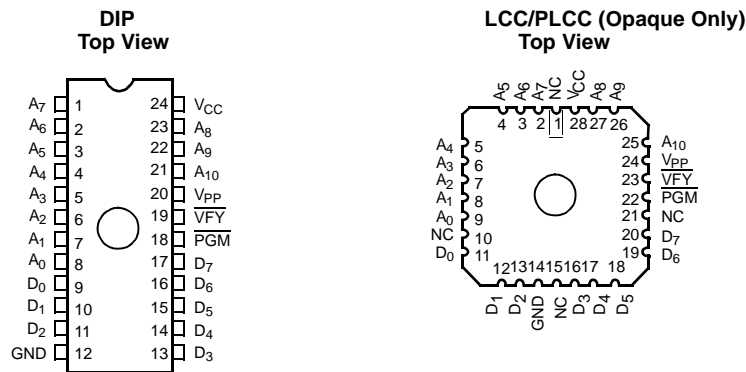 DIP
Top View
A7 1 24 VCC
A6 2 23 A8
A5 3 22 A9
A4 4 21 A10
A3 5 20 VPP
A2 6 19 VFY
A1 7 18 PGM
A0 8 17 D7
D0 9 16 D6
D1 10 15 D5
D2 11 14 D4
GND 12 13 D3
LCC/PLCC (Opaque Only)
Top View
A5 A6 A7 NC VCC A8 A9
4 3 2 1 28 27 26
A4 5 25 A10
A3 6 24 VPP
A2 7 23 VFY
A1 8 22 PGM
A0 9 21 NC
NC 10 20 D7
D0 11 19 D6
12 13 14 15 16 17 18
D1 D2 GND NC D3 D4 D5